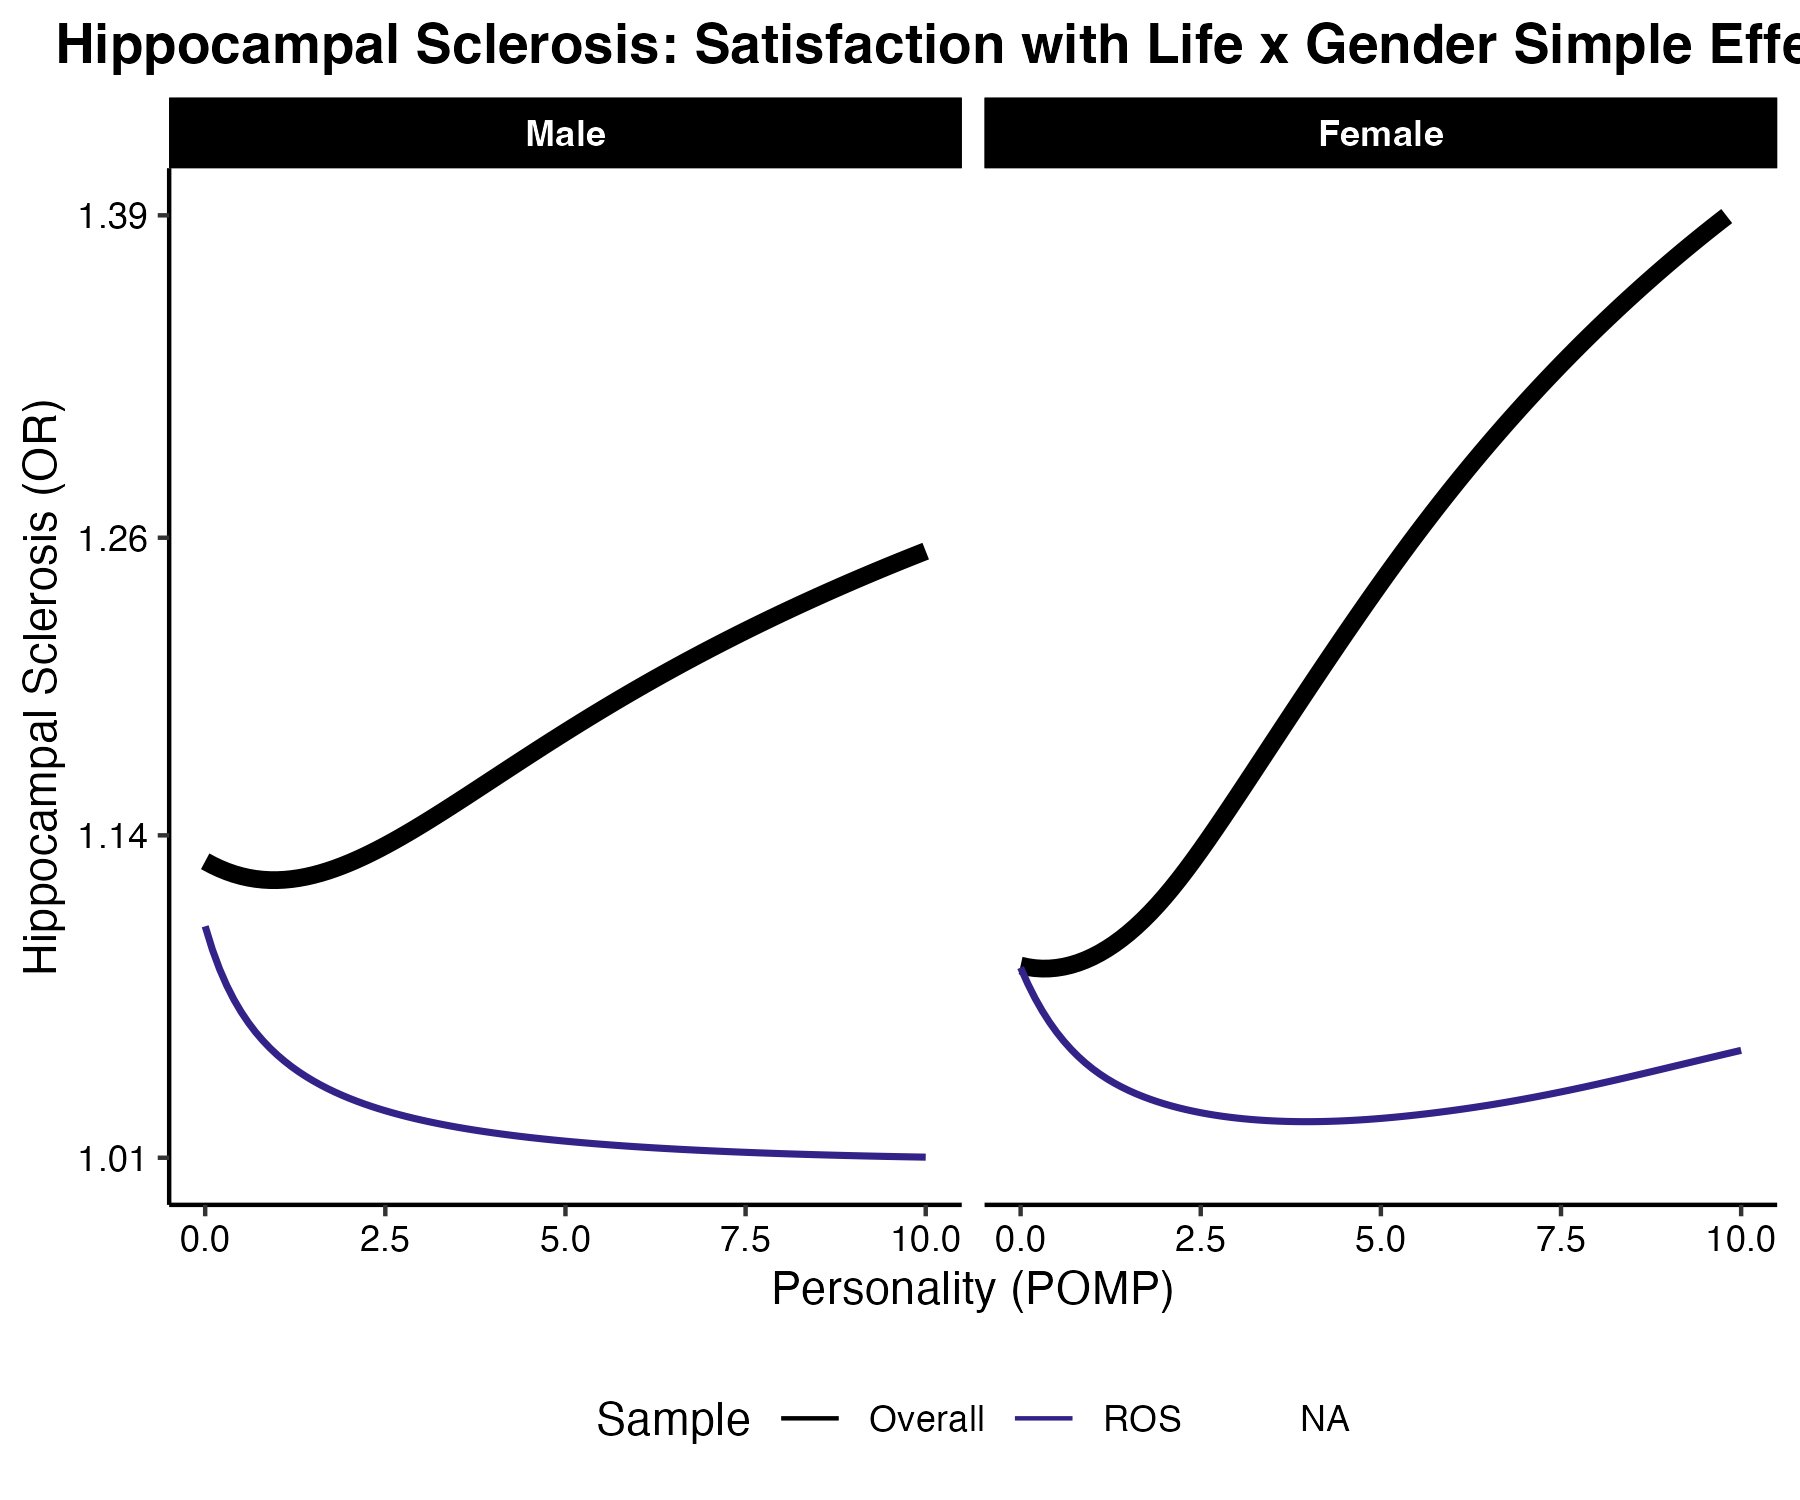 Hippocampal Sclerosis: Satisfaction with Life x Gender Simple Effe
Male
Female
Hippocampal Sclerosis (OR)
1.39
1.26
1.14
1.01
0.0 2.5 5.0 7.5 10.0
0.0 2.5 5.0 7.5 10.0
Personality (POMP)
Sample Overall ROS NA